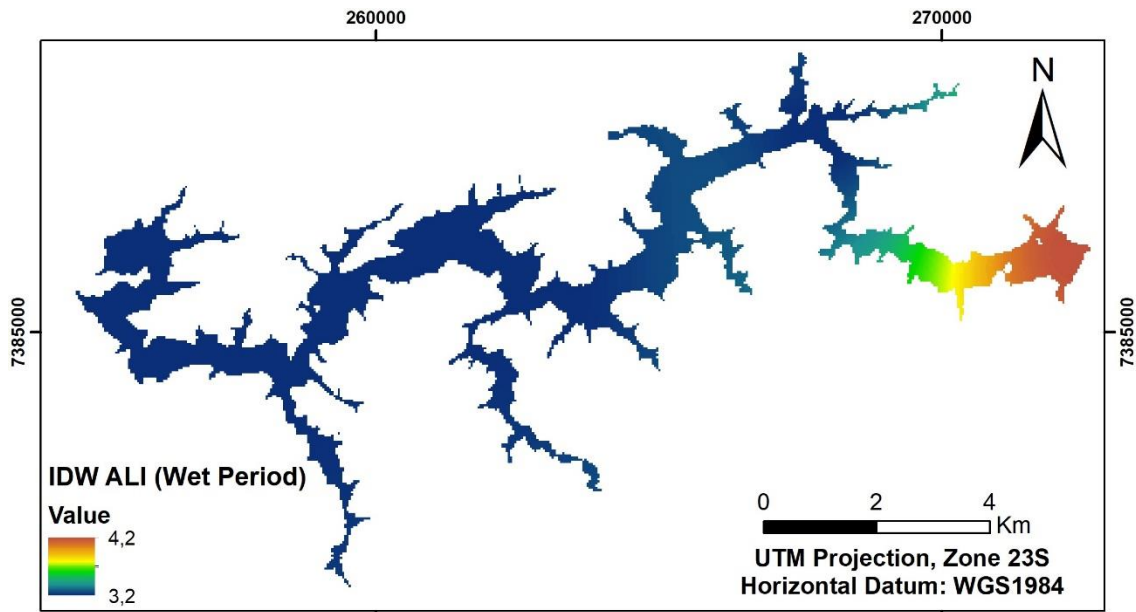 260000 270000
N
7385000 7385000
IDW ALI (Wet Period)
Value
4,2
3,2
0 2 4
Km
UTM Projection, Zone 23S
Horizontal Datum: WGS1984